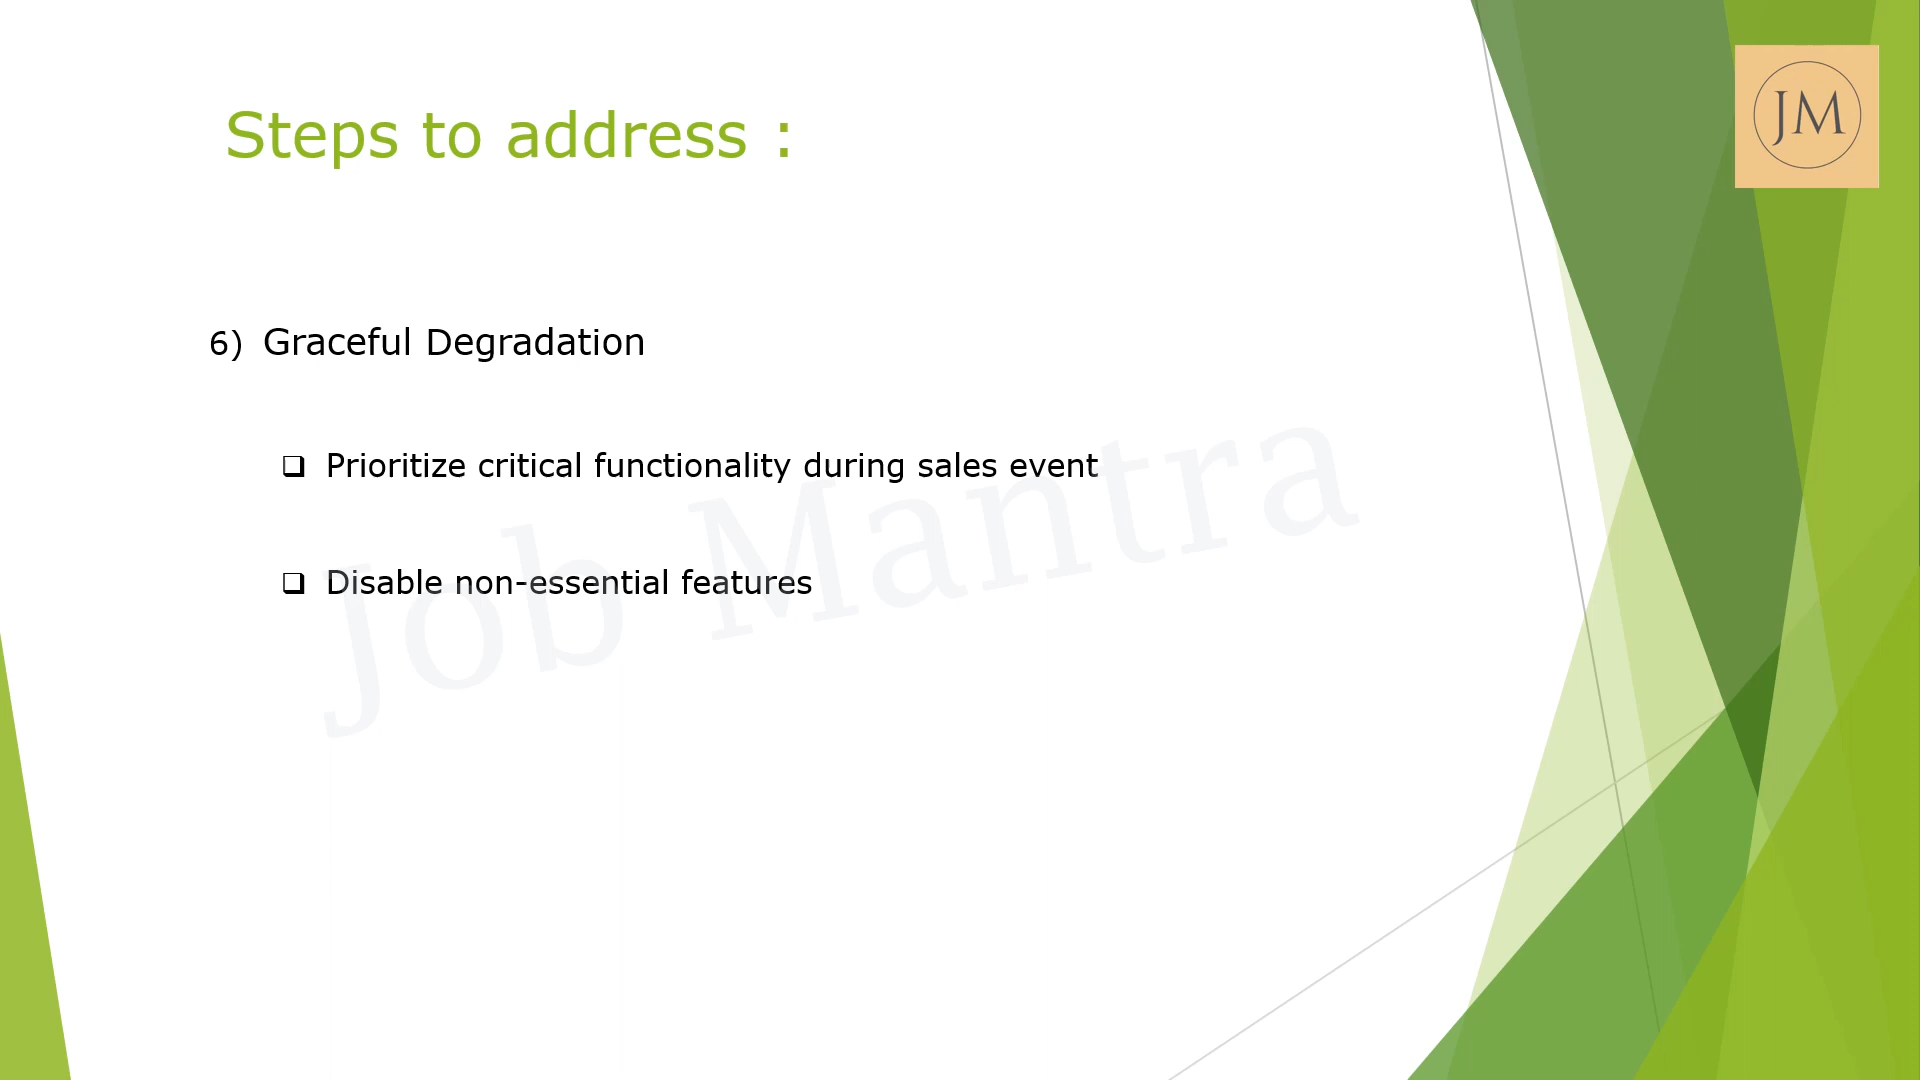 JM
Steps to address :
6) Graceful Degradation
❑ Prioritize critical functionality during sales event
❑ Disable non-essential features
Job Mantra